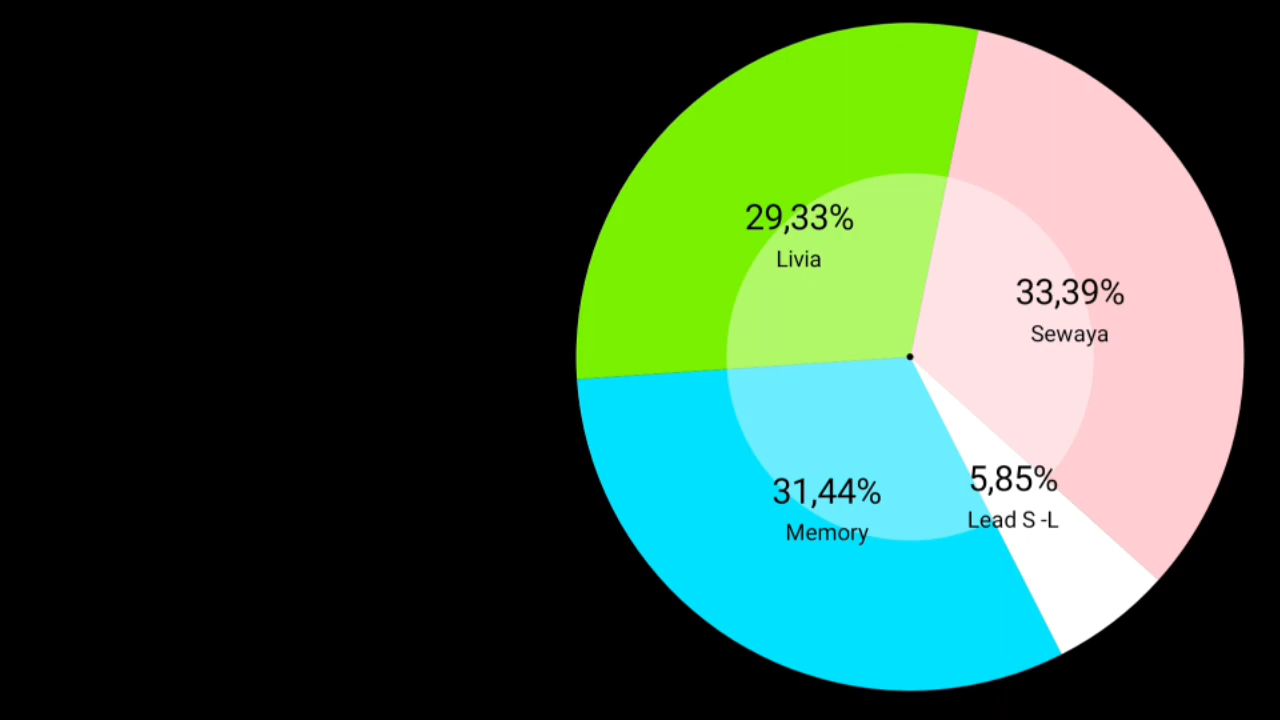 29,33%
Livia
33,39%
Sewaya
5,85%
Lead S -L
31,44%
Memory